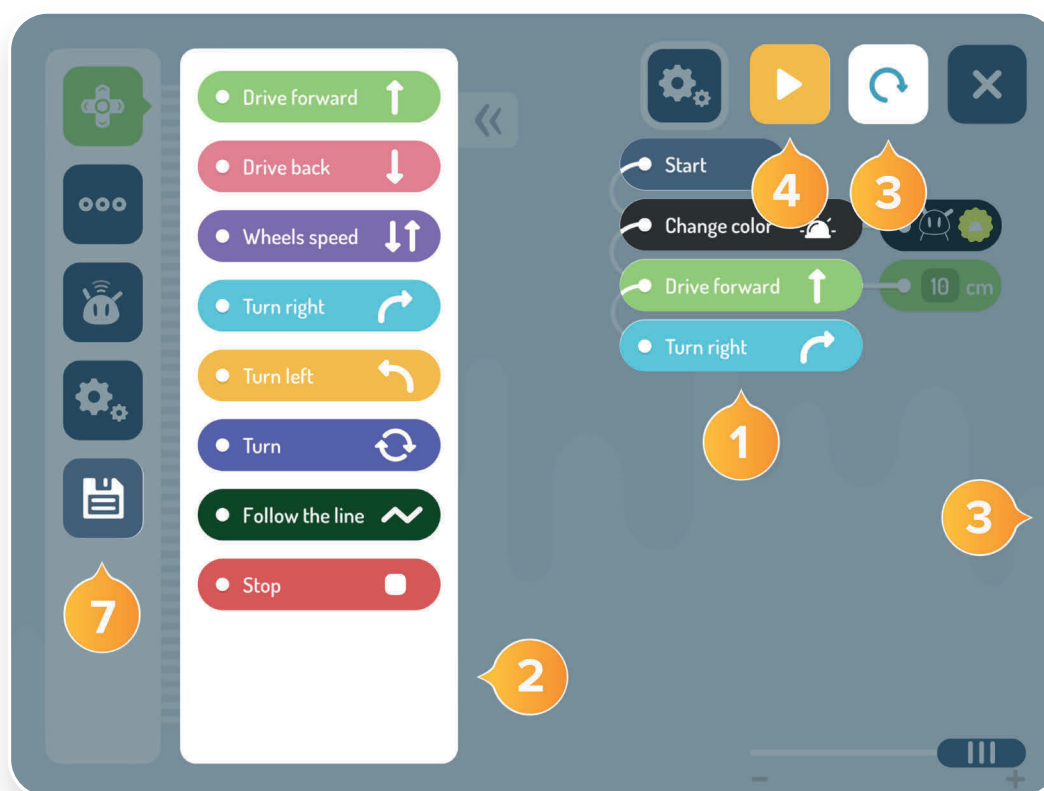 Drive forward
Drive back
Wheels speed
Turn right
Turn left
Turn
Follow the line
Stop
Start
Change color
Drive forward
10 cm
Turn right
4
3
1
3
7
2